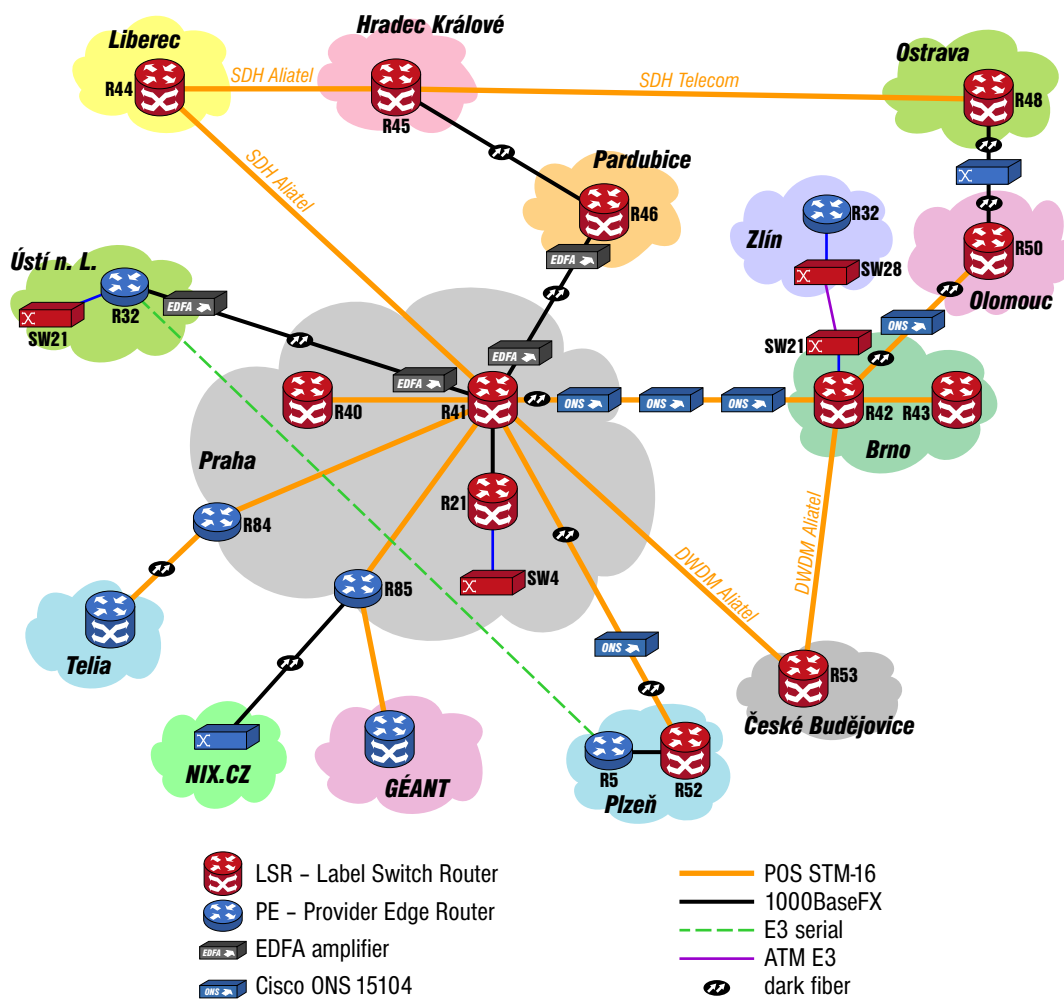 Hradec Králové
Liberec
Ostrava
SDH Aliatel
SDH Telecom
R44
R45
R48
SDH Aliatel
Pardubice
R46
R32
Zlín
R50
Ústí n. L.
EDFA
SW28
R32
EDFA
Olomouc
SW21
ONS
SW21
EDFA
EDFA
R40
R41
ONS
ONS
ONS
R42
R43
Brno
Praha
R21
R84
DWDM Aliatel
DWDM Aliatel
SW4
R85
ONS
Telia
R53
České Budějovice
NIX.CZ
GÉANT
R5
R52
Plzeň
LSR – Label Switch Router
PE – Provider Edge Router
EDFA EDFA amplifier
ONS Cisco ONS 15104
POS STM-16
1000BaseFX
E3 serial
ATM E3
dark fiber